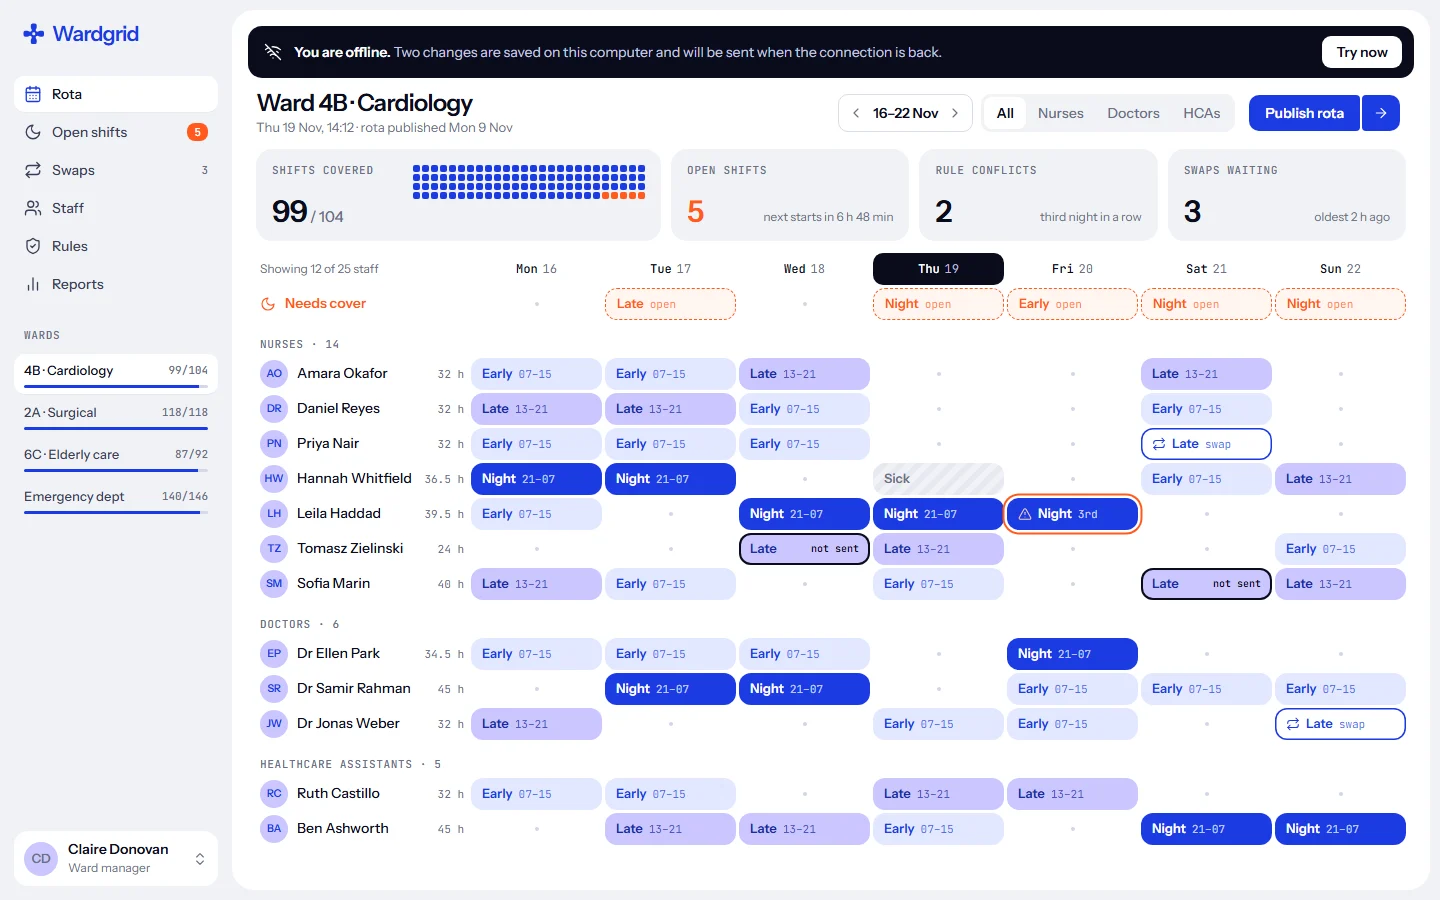 Wardgrid
Rota
Open shifts 5
Swaps 3
Staff
Rules
Reports
WARDS
4B · Cardiology 99/104
2A · Surgical 118/118
6C · Elderly care 87/92
Emergency dept 140/146
CD Claire Donovan
Ward manager
You are offline. Two changes are saved on this computer and will be sent when the connection is back. Try now
Ward 4B · Cardiology
Thu 19 Nov, 14:12 · rota published Mon 9 Nov
16–22 Nov All Nurses Doctors HCAs Publish rota
SHIFTS COVERED
99 / 104
OPEN SHIFTS
5 next starts in 6 h 48 min
RULE CONFLICTS
2 third night in a row
SWAPS WAITING
3 oldest 2 h ago
Showing 12 of 25 staff Mon 16 Tue 17 Wed 18 Thu 19 Fri 20 Sat 21 Sun 22
Needs cover Late open Night open Early open Night open Night open
NURSES · 14
AO Amara Okafor 32 h Early 07–15 Early 07–15 Late 13–21 Late 13–21
DR Daniel Reyes 32 h Late 13–21 Late 13–21 Early 07–15 Early 07–15
PN Priya Nair 32 h Early 07–15 Early 07–15 Early 07–15 Late swap
HW Hannah Whitfield 36.5 h Night 21–07 Night 21–07 Sick Early 07–15 Late 13–21
LH Leila Haddad 39.5 h Early 07–15 Night 21–07 Night 21–07 Night 3rd
TZ Tomasz Zielinski 24 h Late not sent Late 13–21 Early 07–15
SM Sofia Marin 40 h Late 13–21 Early 07–15 Early 07–15 Late not sent Late 13–21
DOCTORS · 6
EP Dr Ellen Park 34.5 h Early 07–15 Early 07–15 Early 07–15 Night 21–07
SR Dr Samir Rahman 45 h Night 21–07 Night 21–07 Early 07–15 Early 07–15 Early 07–15
JW Dr Jonas Weber 32 h Late 13–21 Early 07–15 Early 07–15 Late swap
HEALTHCARE ASSISTANTS · 5
RC Ruth Castillo 32 h Early 07–15 Early 07–15 Late 13–21 Late 13–21
BA Ben Ashworth 45 h Late 13–21 Late 13–21 Early 07–15 Night 21–07 Night 21–07